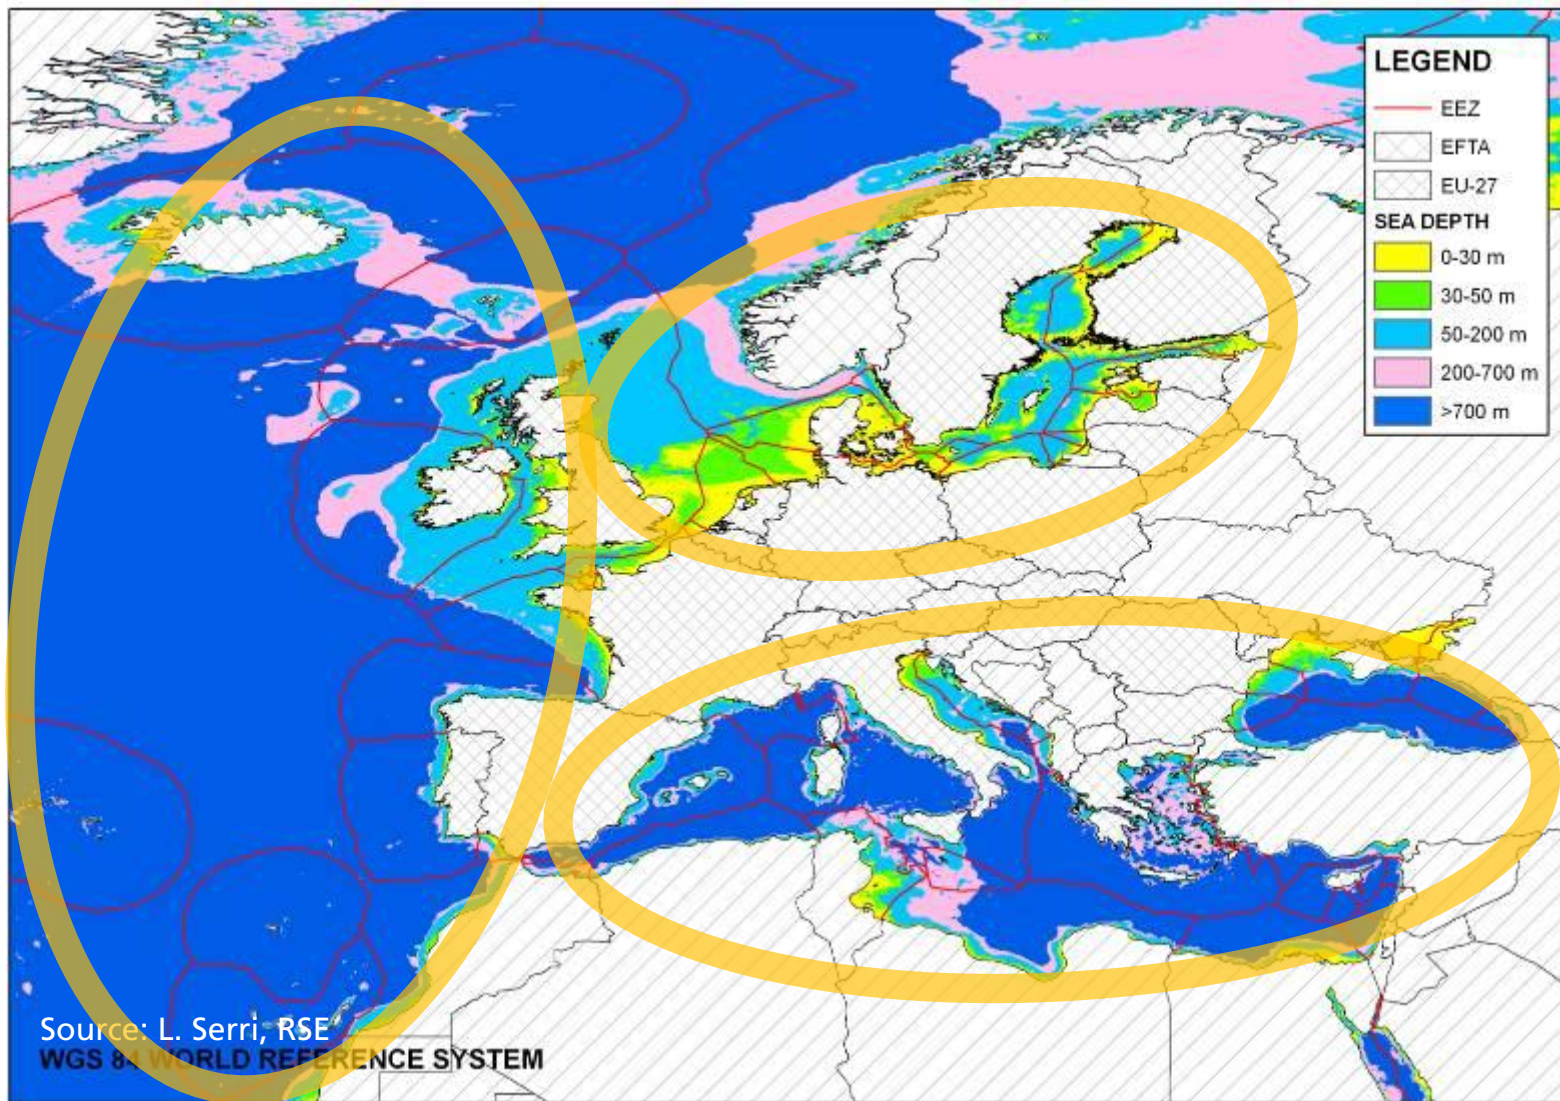 LEGEND
EEZ
EFTA
EU-27
SEA DEPTH
0-30 m
30-50 m
50-200 m
200-700 m
>700 m
Source: L. Serri, RSE
WGS 84 WORLD REFERENCE SYSTEM